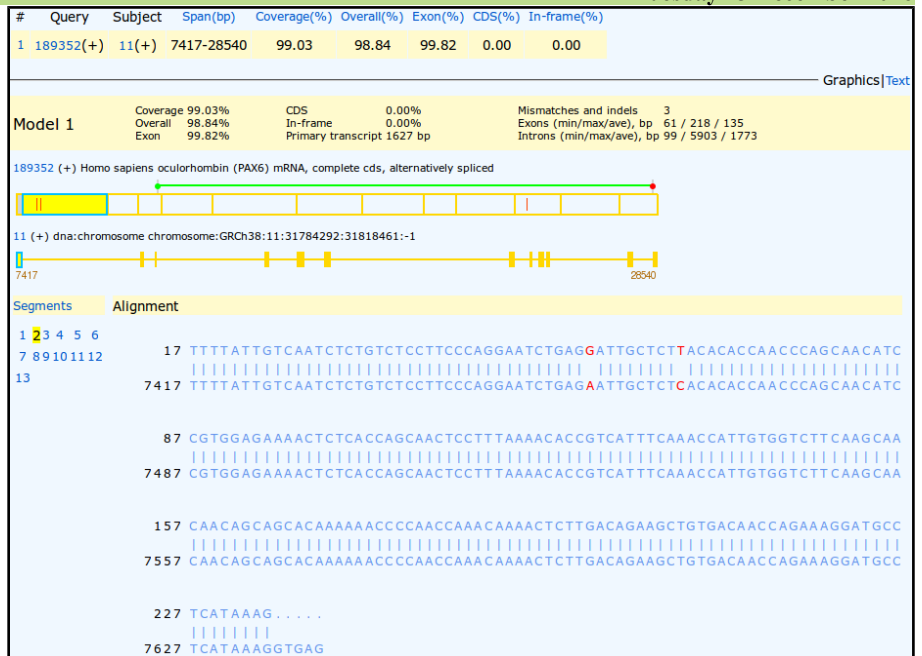 # Query Subject Span(bp) Coverage(%) Overall(%) Exon(%) CDS(%) In-frame(%)
1 189352(+) 11(+) 7417-28540 99.03 98.84 99.82 0.00 0.00
Graphics|Text
Model 1
Coverage 99.03% CDS 0.00% Mismatches and indels 3
Overall 98.84% In-frame 0.00% Exons (min/max/ave), bp 61 / 218 / 135
Exon 99.82% Primary transcript 1627 bp Introns (min/max/ave), bp 99 / 5903 / 1773
189352 (+) Homo sapiens oculorhombin (PAX6) mRNA, complete cds, alternatively spliced
11 (+) dna:chromosome chromosome:GRCh38:11:31784292:31818461:-1
7417 28540
Segments Alignment
1 2 3 4 5 6
7 8 9 10 11 12
13
17 TTTTATTGTCAATCTCTGTCTCCTTCCCAGGAATCTGAGGATTGCTCTTACACACCAACCCAGCAACATC
7417 TTTTATTGTCAATCTCTGTCTCCTTCCCAGGAATCTGAGAATTGCTCTCACACACCAACCCAGCAACATC
87 CGTGGAGAAAACTCTCACCAGCAACTCCTTTAAAACACCGTCATTTCAAACCATTGTGGTCTTCAAGCAA
7487 CGTGGAGAAAACTCTCACCAGCAACTCCTTTAAAACACCGTCATTTCAAACCATTGTGGTCTTCAAGCAA
157 CAACAGCAGCACAAAAAACCCCAACCAAACAAAACTCTTGACAGAAGCTGTGACAACCAGAAAGGATGCC
7557 CAACAGCAGCACAAAAAACCCCAACCAAACAAAACTCTTGACAGAAGCTGTGACAACCAGAAAGGATGCC
227 TCATAAAG.....
7627 TCATAAAGGTGAG